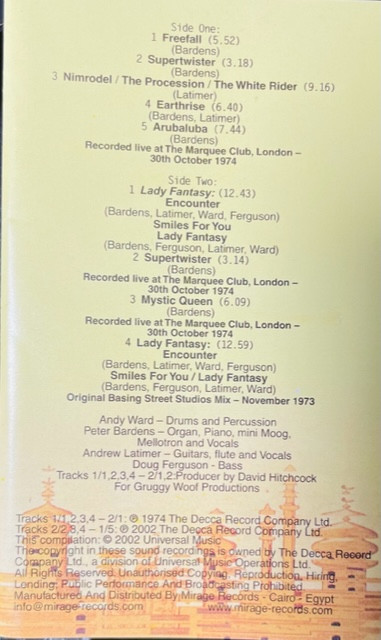 Side One:
1 Freefall (5.52)
(Bardens)
2 Supertwister (3.18)
(Bardens)
3 Nimrodel / The Procession / The White Rider (9.16)
(Latimer)
4 Earthrise (6.40)
(Bardens, Latimer)
5 Arubaluba (7.44)
(Bardens)
Recorded live at The Marquee Club, London –
30th October 1974
Side Two:
1 Lady Fantasy: (12.43)
Encounter
(Bardens, Latimer, Ward, Ferguson)
Smiles For You
Lady Fantasy
(Bardens, Ferguson, Latimer, Ward)
2 Supertwister (3.14)
(Bardens)
Recorded live at The Marquee Club, London –
30th October 1974
3 Mystic Queen (6.09)
(Bardens)
Recorded live at The Marquee Club, London –
30th October 1974
4 Lady Fantasy: (12.59)
Encounter
(Bardens, Latimer, Ward, Ferguson)
Smiles For You / Lady Fantasy
(Bardens, Ferguson, Latimer, Ward)
Original Basing Street Studios Mix – November 1973
Andy Ward – Drums and Percussion
Peter Bardens – Organ, Piano, mini Moog,
Mellotron and Vocals
Andrew Latimer – Guitars, flute and Vocals
Doug Ferguson - Bass
Tracks 1/1,2,3,4 – 2/1,2:Producer by David Hitchcock
For Gruggy Woof Productions
Tracks 1/1,2,3,4 – 2/1: ℗ 1974 The Decca Record Company Ltd.
Tracks 2/2,3,4 - 1/5: ℗ 2002 The Decca Record Company Ltd.
This compilation: © 2002 Universal Music
The copyright in these sound recordings is owned by The Decca Record
Company Ltd., a division of Universal Music Operations Ltd.
All Rights Reserved. Unauthorised Copying, Reproduction, Hiring,
Lending, Public Performance And Broadcasting Prohibited
Manufactured And Distributed By Mirage Records - Cairo - Egypt
info@mirage-records.com www.mirage-records.com